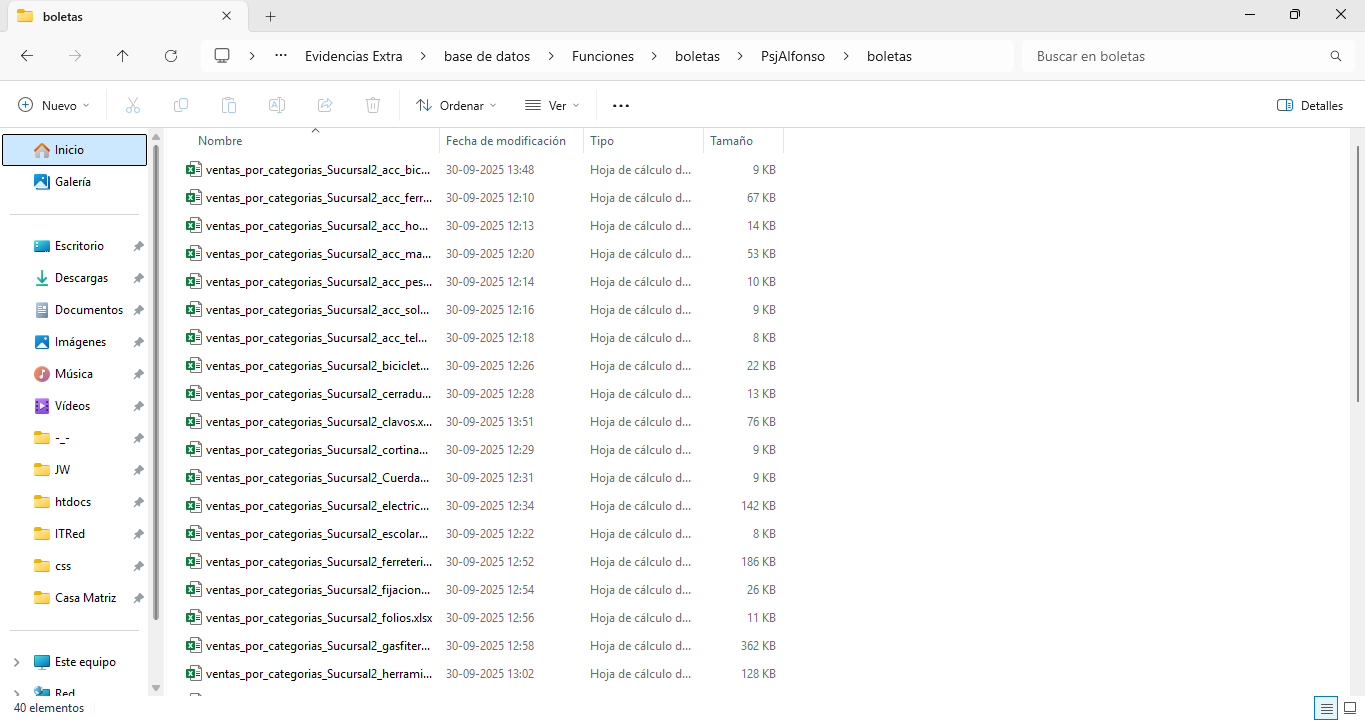 boletas
Evidencias Extra > base de datos > Funciones > boletas > PsjAlfonso > boletas
Buscar en boletas
Nuevo
Ordenar
Ver
Detalles
Inicio
Galería
Escritorio
Descargas
Documentos
Imágenes
Música
Vídeos
-_-
JW
htdocs
ITRed
css
Casa Matriz
Este equipo
Red
Nombre Fecha de modificación Tipo Tamaño
ventas_por_categorias_Sucursal2_acc_bic... 30-09-2025 13:48 Hoja de cálculo d... 9 KB
ventas_por_categorias_Sucursal2_acc_ferr... 30-09-2025 12:10 Hoja de cálculo d... 67 KB
ventas_por_categorias_Sucursal2_acc_ho... 30-09-2025 12:13 Hoja de cálculo d... 14 KB
ventas_por_categorias_Sucursal2_acc_ma... 30-09-2025 12:20 Hoja de cálculo d... 53 KB
ventas_por_categorias_Sucursal2_acc_pes... 30-09-2025 12:14 Hoja de cálculo d... 10 KB
ventas_por_categorias_Sucursal2_acc_sol... 30-09-2025 12:16 Hoja de cálculo d... 9 KB
ventas_por_categorias_Sucursal2_acc_tel... 30-09-2025 12:18 Hoja de cálculo d... 8 KB
ventas_por_categorias_Sucursal2_biciclet... 30-09-2025 12:26 Hoja de cálculo d... 22 KB
ventas_por_categorias_Sucursal2_cerradu... 30-09-2025 12:28 Hoja de cálculo d... 13 KB
ventas_por_categorias_Sucursal2_clavos.x... 30-09-2025 13:51 Hoja de cálculo d... 76 KB
ventas_por_categorias_Sucursal2_cortina... 30-09-2025 12:29 Hoja de cálculo d... 9 KB
ventas_por_categorias_Sucursal2_Cuerda... 30-09-2025 12:31 Hoja de cálculo d... 9 KB
ventas_por_categorias_Sucursal2_electric... 30-09-2025 12:34 Hoja de cálculo d... 142 KB
ventas_por_categorias_Sucursal2_escolar... 30-09-2025 12:22 Hoja de cálculo d... 8 KB
ventas_por_categorias_Sucursal2_ferreteri... 30-09-2025 12:52 Hoja de cálculo d... 186 KB
ventas_por_categorias_Sucursal2_fijacion... 30-09-2025 12:54 Hoja de cálculo d... 26 KB
ventas_por_categorias_Sucursal2_folios.xlsx 30-09-2025 12:56 Hoja de cálculo d... 11 KB
ventas_por_categorias_Sucursal2_gasfiter... 30-09-2025 12:58 Hoja de cálculo d... 362 KB
ventas_por_categorias_Sucursal2_herrami... 30-09-2025 13:02 Hoja de cálculo d... 128 KB
40 elementos